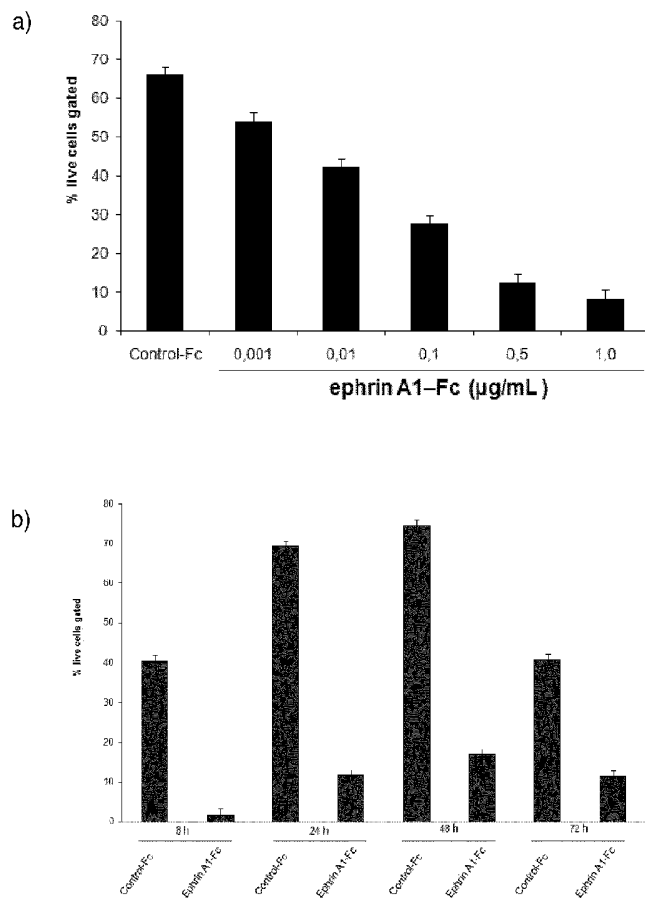 a)
80
70
60
50
40
30
20
10
0
% live cells gated
Control-Fc 0,001 0,01 0,1 0,5 1,0
ephrin A1–Fc (µg/mL)
b)
80
70
60
50
40
30
20
10
0
% live cells gated
8 h 24 h 48 h 72 h
Control-Fc Ephrin A1-Fc Control-Fc Ephrin A1-Fc Control-Fc Ephrin A1-Fc Control-Fc Ephrin A1-Fc